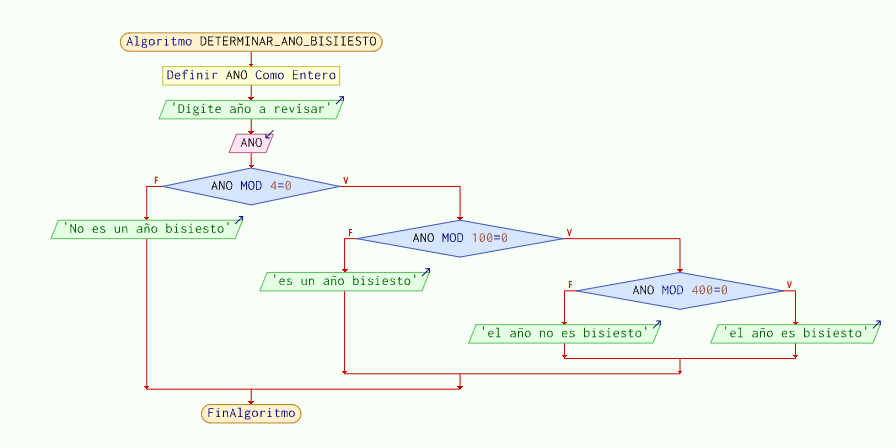 Algoritmo DETERMINAR_ANO_BISIIESTO
Definir ANO Como Entero
'Digite año a revisar'
ANO
F
ANO MOD 4=0
V
'No es un año bisiesto'
F
ANO MOD 100=0
V
'es un año bisiesto'
F
ANO MOD 400=0
V
'el año no es bisiesto'
'el año es bisiesto'
FinAlgoritmo